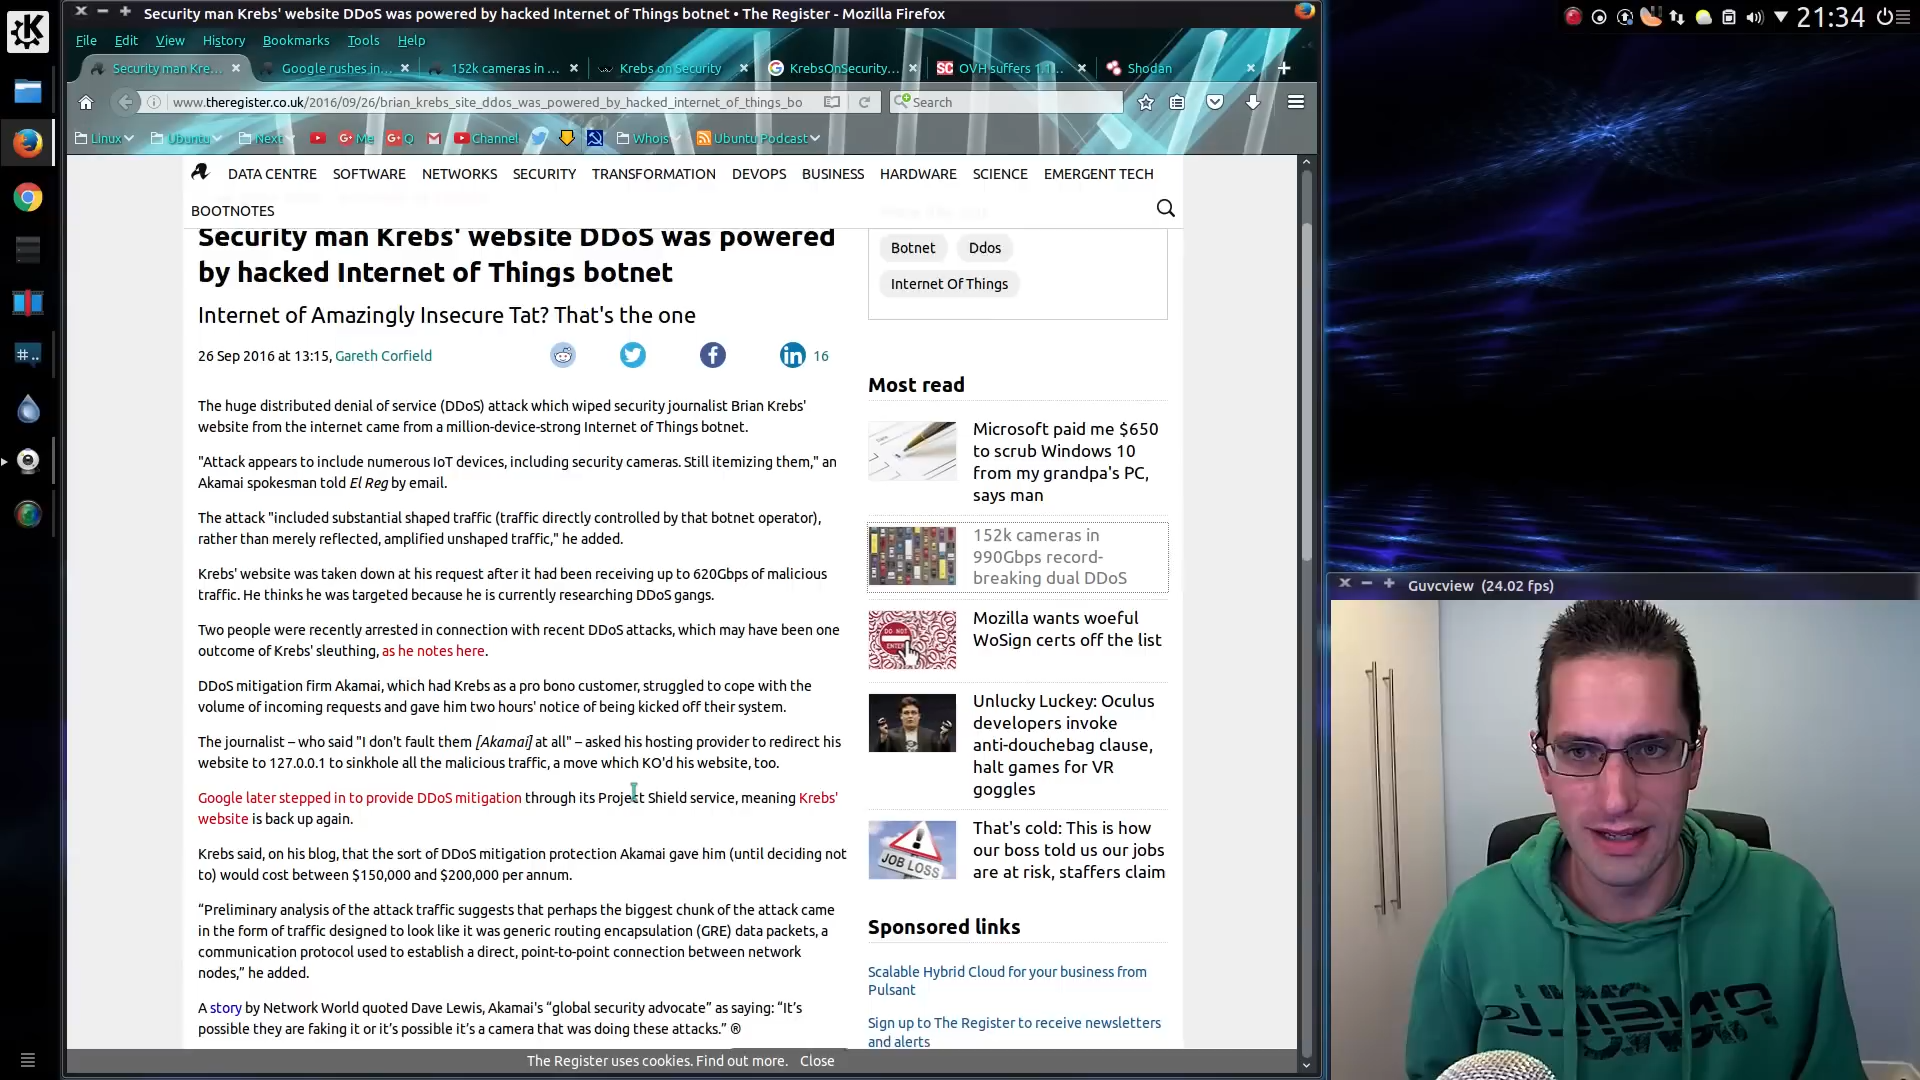 Security man Krebs' website DDoS was powered by hacked Internet of Things botnet • The Register - Mozilla Firefox
21:34
File Edit View History Bookmarks Tools Help
Security man Kre... Google rushes in... 152k cameras in ... Krebs on Security KrebsOnSecurity... OVH suffers 1.1... Shodan
www.theregister.co.uk/2016/09/26/brian_krebs_site_ddos_was_powered_by_hacked_internet_of_things_bo
Search
Linux Ubuntu Next Me Q Channel Whois Ubuntu Podcast
DATA CENTRE SOFTWARE NETWORKS SECURITY TRANSFORMATION DEVOPS BUSINESS HARDWARE SCIENCE EMERGENT TECH
BOOTNOTES
Security man Krebs' website DDoS was powered
by hacked Internet of Things botnet
Internet of Amazingly Insecure Tat? That's the one
26 Sep 2016 at 13:15, Gareth Corfield
16
The huge distributed denial of service (DDoS) attack which wiped security journalist Brian Krebs'
website from the internet came from a million-device-strong Internet of Things botnet.
"Attack appears to include numerous IoT devices, including security cameras. Still itemizing them," an
Akamai spokesman told El Reg by email.
The attack "included substantial shaped traffic (traffic directly controlled by that botnet operator),
rather than merely reflected, amplified unshaped traffic," he added.
Krebs' website was taken down at his request after it had been receiving up to 620Gbps of malicious
traffic. He thinks he was targeted because he is currently researching DDoS gangs.
Two people were recently arrested in connection with recent DDoS attacks, which may have been one
outcome of Krebs' sleuthing, as he notes here.
DDoS mitigation firm Akamai, which had Krebs as a pro bono customer, struggled to cope with the
volume of incoming requests and gave him two hours' notice of being kicked off their system.
The journalist – who said "I don't fault them [Akamai] at all" – asked his hosting provider to redirect his
website to 127.0.0.1 to sinkhole all the malicious traffic, a move which KO'd his website, too.
Google later stepped in to provide DDoS mitigation through its Project Shield service, meaning Krebs'
website is back up again.
Krebs said, on his blog, that the sort of DDoS mitigation protection Akamai gave him (until deciding not
to) would cost between $150,000 and $200,000 per annum.
“Preliminary analysis of the attack traffic suggests that perhaps the biggest chunk of the attack came
in the form of traffic designed to look like it was generic routing encapsulation (GRE) data packets, a
communication protocol used to establish a direct, point-to-point connection between network
nodes,” he added.
A story by Network World quoted Dave Lewis, Akamai's “global security advocate” as saying: “It’s
possible they are faking it or it’s possible it’s a camera that was doing these attacks.” ®
Botnet Ddos
Internet Of Things
Most read
Microsoft paid me $650
to scrub Windows 10
from my grandpa's PC,
says man
152k cameras in
990Gbps record-
breaking dual DDoS
DO NOT
ENTER
Mozilla wants woeful
WoSign certs off the list
Unlucky Luckey: Oculus
developers invoke
anti-douchebag clause,
halt games for VR
goggles
JOB LOSS
That's cold: This is how
our boss told us our jobs
are at risk, staffers claim
Sponsored links
Scalable Hybrid Cloud for your business from
Pulsant
Sign up to The Register to receive newsletters
and alerts
The Register uses cookies. Find out more. Close
Guvcview (24.02 fps)